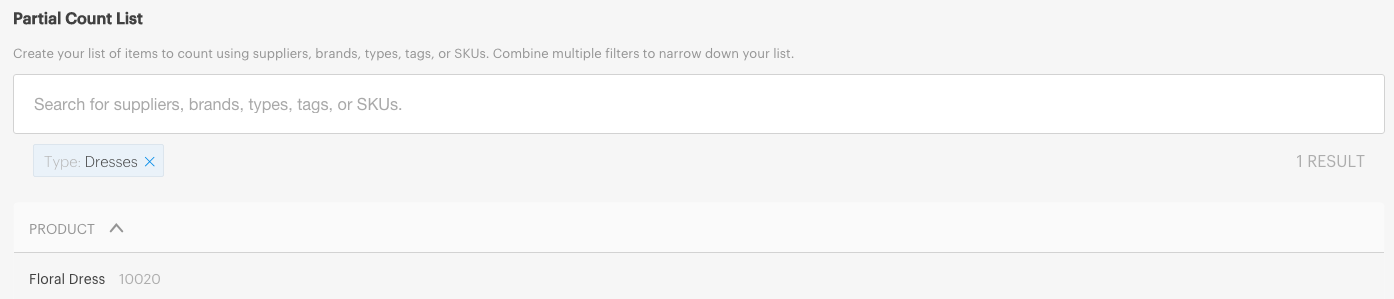 Partial Count List
Create your list of items to count using suppliers, brands, types, tags, or SKUs. Combine multiple filters to narrow down your list.
Search for suppliers, brands, types, tags, or SKUs.
Type: Dresses
1 RESULT
PRODUCT
Floral Dress 10020